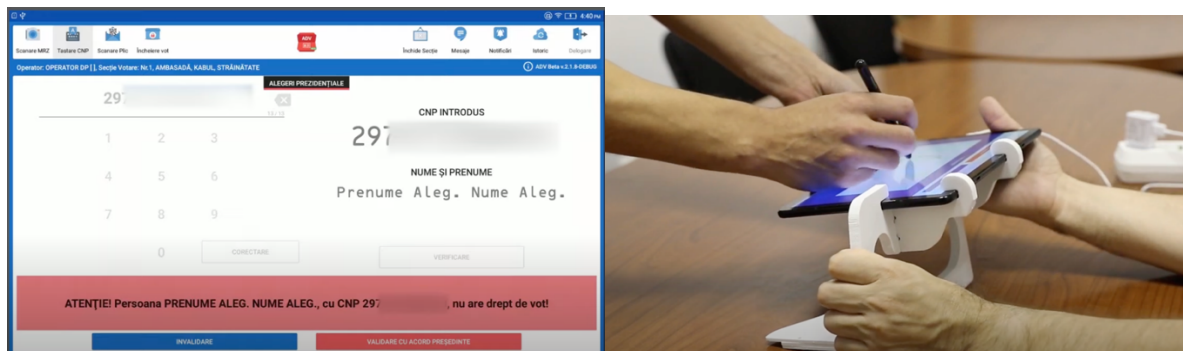 4:40 PM
Scanare MRZ
Tastare CNP
Scanare Plic
Încheiere vot
ADV
Închide Secție
Mesaje
Notificări
Istoric
Delogare
Operator: OPERATOR DP [ ], Secție Votare: Nr.1, AMBASADĂ, KABUL, STRĂINĂTATE
ADV Beta v.2.1.8-DEBUG
ALEGERI PREZIDENȚIALE
297
13 / 13
1 2 3
4 5 6
7 8 9
0
CORECTARE
CNP INTRODUS
297
NUME ȘI PRENUME
Prenume Aleg. Nume Aleg.
VERIFICARE
ATENȚIE! Persoana PRENUME ALEG. NUME ALEG., cu CNP 297 , nu are drept de vot!
INVALIDARE
VALIDARE CU ACORD PREȘEDINTE